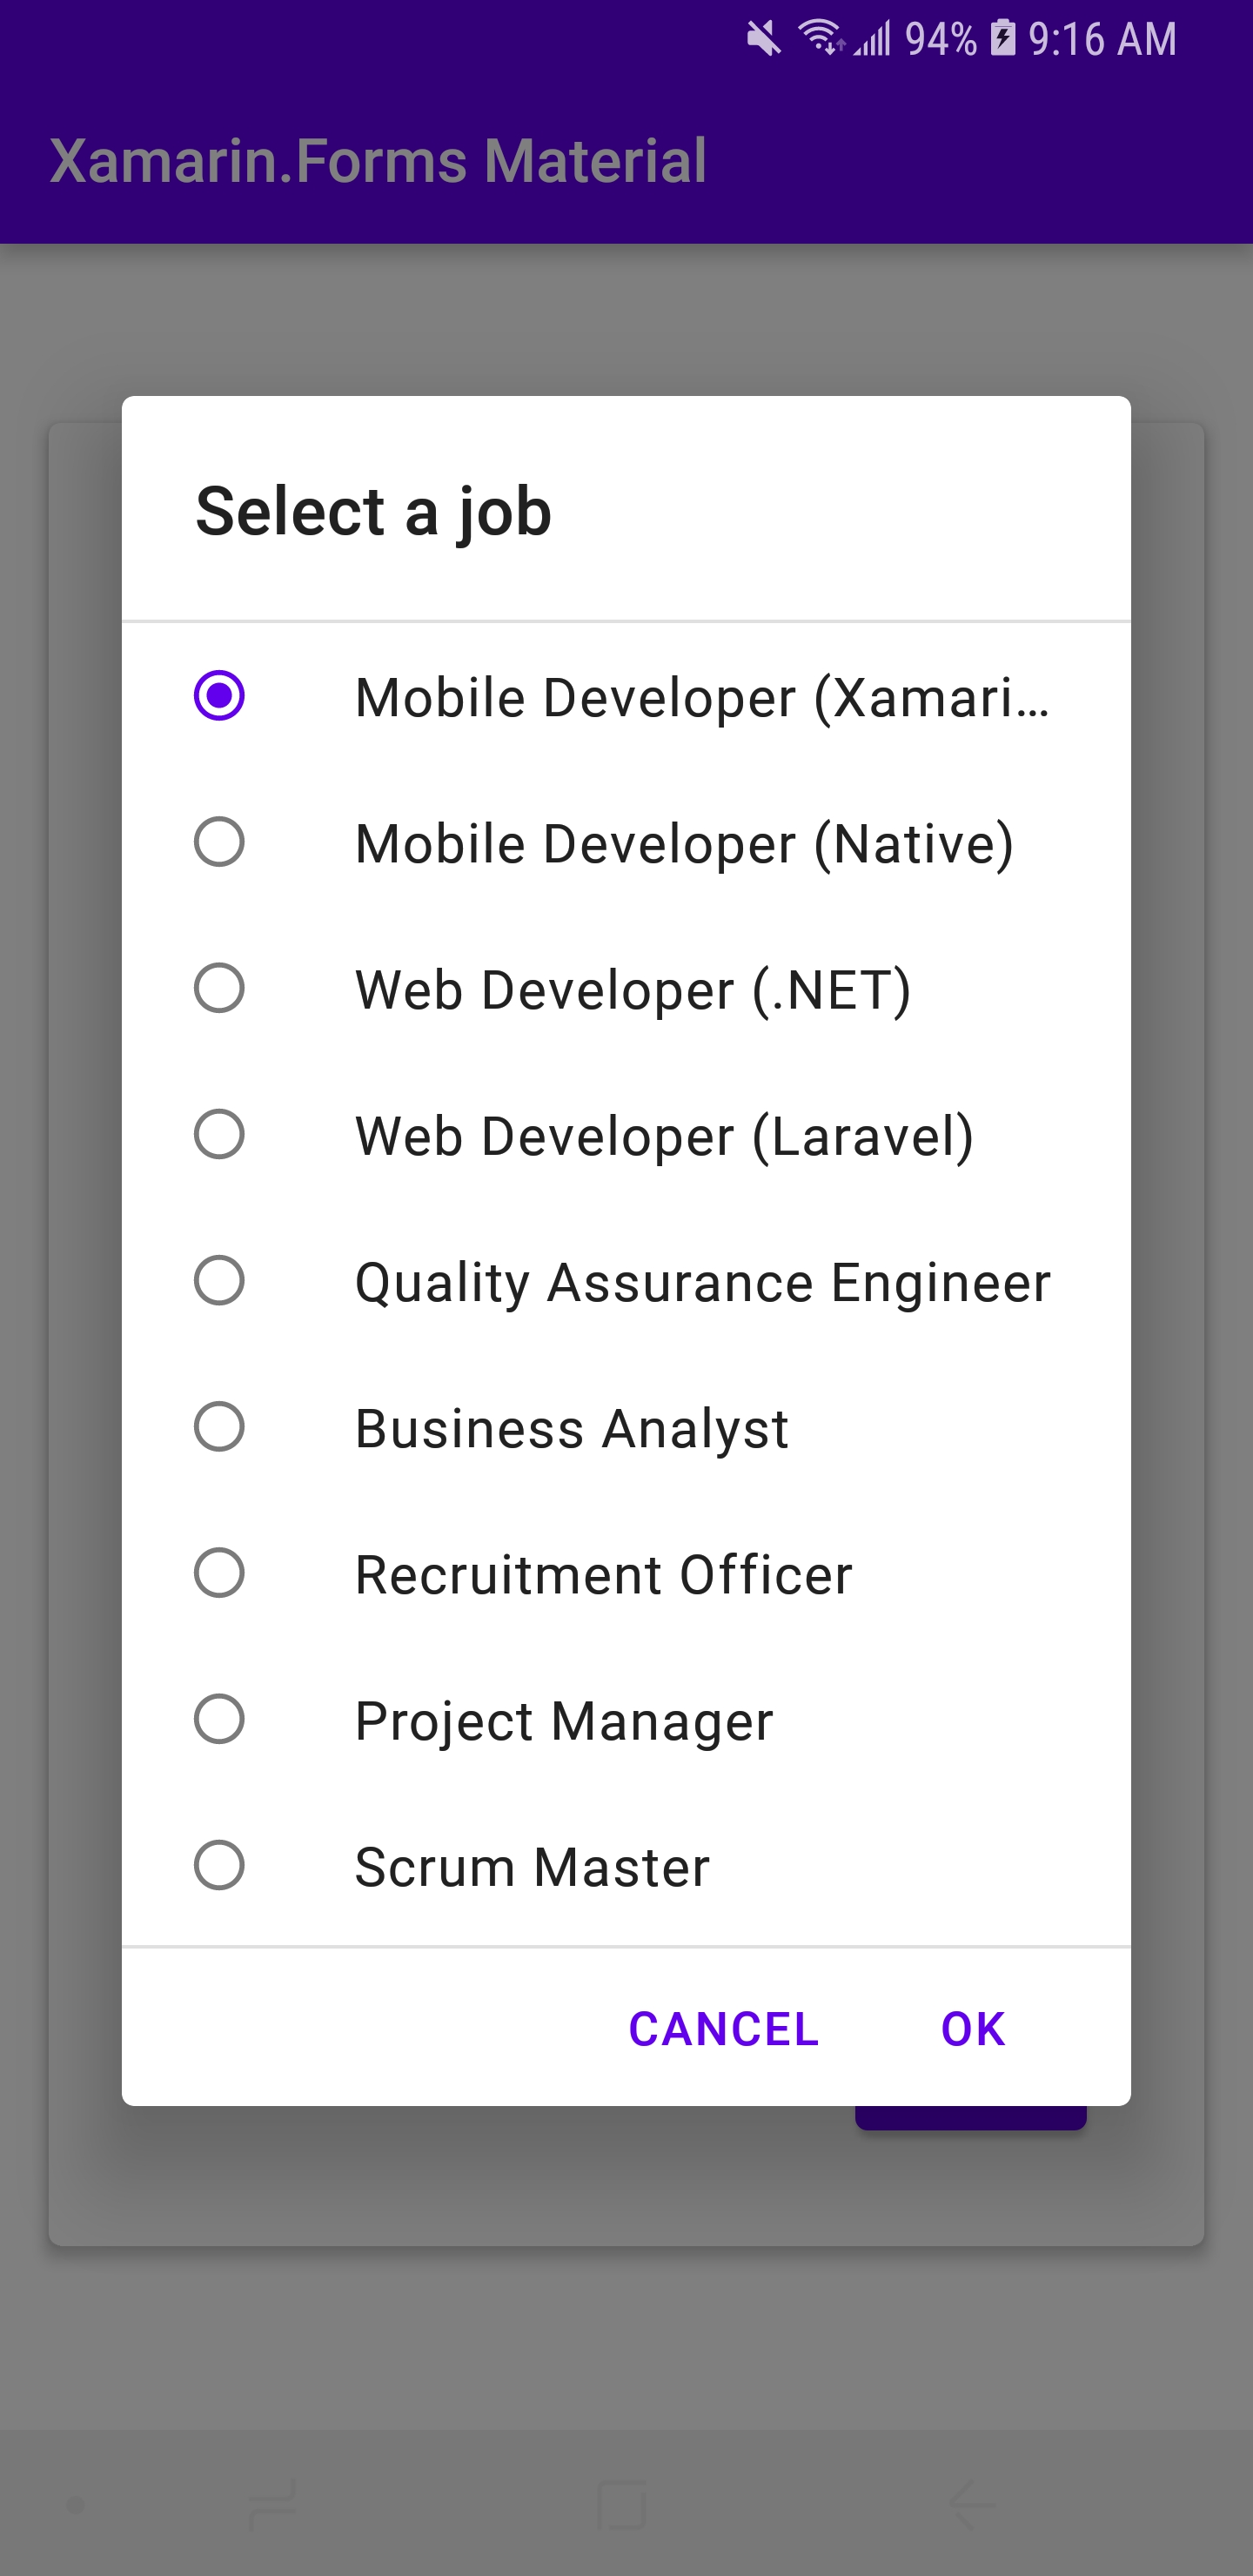 94% 9:16 AM
Xamarin.Forms Material
Select a job
Mobile Developer (Xamari...
Mobile Developer (Native)
Web Developer (.NET)
Web Developer (Laravel)
Quality Assurance Engineer
Business Analyst
Recruitment Officer
Project Manager
Scrum Master
CANCEL OK